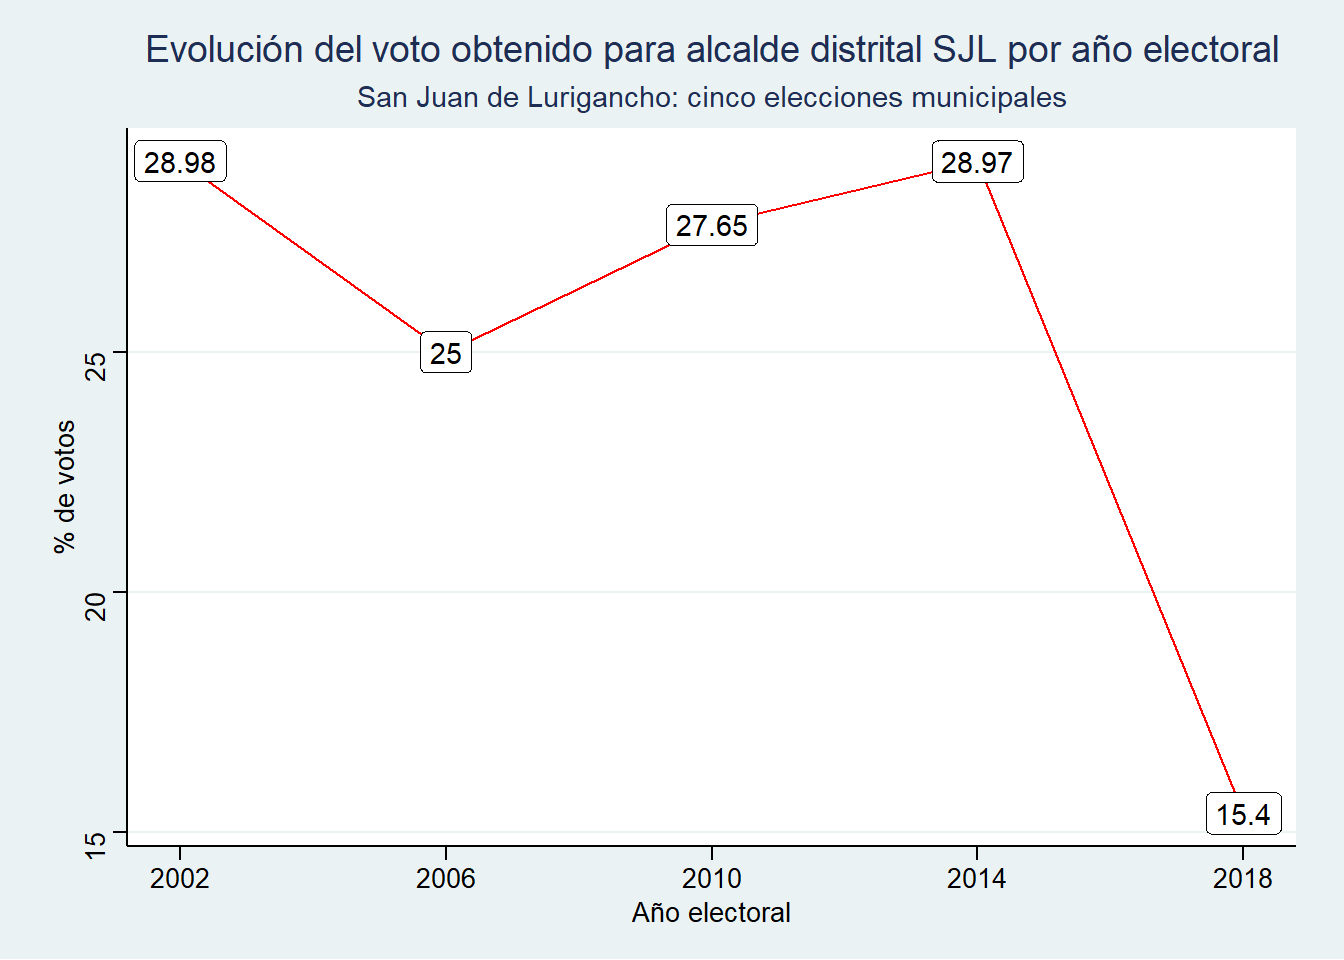 Evolución del voto obtenido para alcalde distrital SJL por año electoral
San Juan de Lurigancho: cinco elecciones municipales
28.98
28.97
27.65
25
15.4
% de votos
25
20
15
2002 2006 2010 2014 2018
Año electoral